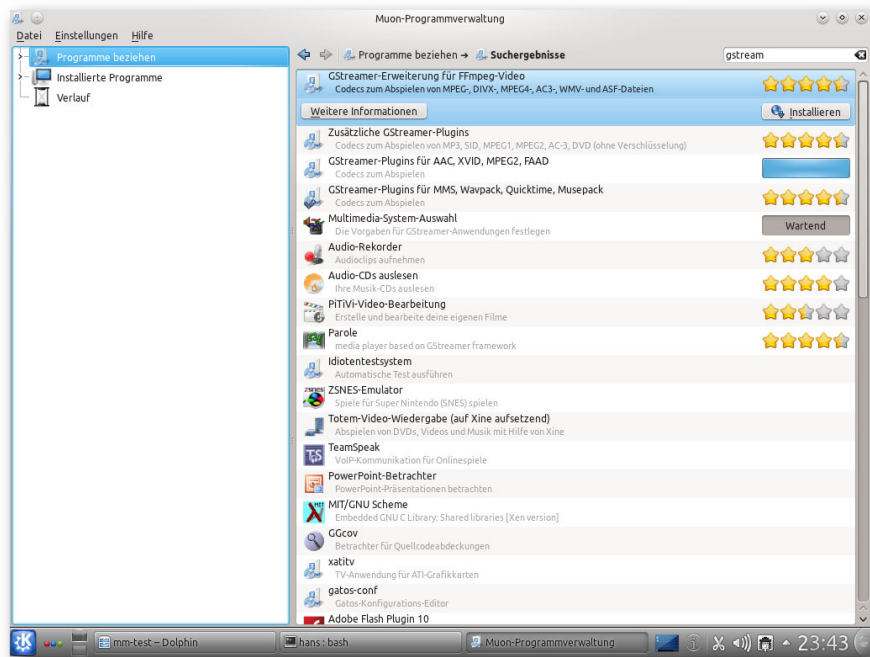 Muon-Programmverwaltung
Datei Einstellungen Hilfe
Programme beziehen
Installierte Programme
Verlauf
Programme beziehen → Suchergebnisse
gstream
GStreamer-Erweiterung für FFmpeg-Video
Codecs zum Abspielen von MPEG-, DIVX-, MPEG4-, AC3-, WMV- und ASF-Dateien
Weitere Informationen
Installieren
Zusätzliche GStreamer-Plugins
Codecs zum Abspielen von MP3, SID, MPEG1, MPEG2, AC-3, DVD (ohne Verschlüsselung)
GStreamer-Plugins für AAC, XVID, MPEG2, FAAD
Codecs zum Abspielen
GStreamer-Plugins für MMS, Wavpack, Quicktime, Musepack
Codecs zum Abspielen
Multimedia-System-Auswahl
Die Vorgaben für GStreamer-Anwendungen festlegen
Wartend
Audio-Rekorder
Audioclips aufnehmen
Audio-CDs auslesen
Ihre Musik-CDs auslesen
PiTiVi-Video-Bearbeitung
Erstelle und bearbeite deine eigenen Filme
Parole
media player based on GStreamer framework
Idiotentestsystem
Automatische Test ausführen
ZSNES-Emulator
Spiele für Super Nintendo (SNES) spielen
Totem-Video-Wiedergabe (auf Xine aufsetzend)
Abspielen von DVDs, Videos und Musik mit Hilfe von Xine
TeamSpeak
VoIP-Kommunikation für Onlinespiele
PowerPoint-Betrachter
PowerPoint-Präsentationen betrachten
MIT/GNU Scheme
Embedded GNU C Library: Shared libraries [Xen version]
GGcov
Betrachter für Quellcodeabdeckungen
xatitv
TV-Anwendung für ATI-Grafikkarten
gatos-conf
Gatos-Konfigurations-Editor
Adobe Flash Plugin 10
mm-test – Dolphin
hans : bash
Muon-Programmverwaltung
23:43